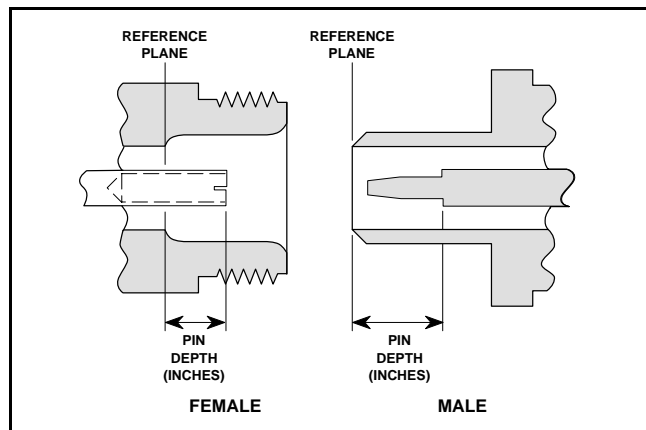 REFERENCE
PLANE
REFERENCE
PLANE
PIN
DEPTH
(INCHES)
PIN
DEPTH
(INCHES)
FEMALE
MALE